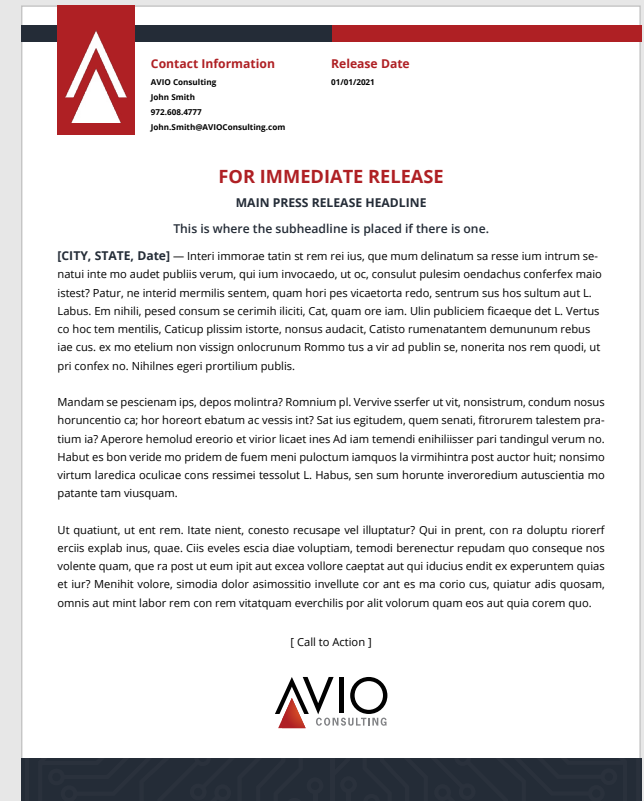 Contact Information
Release Date
AVIO Consulting
01/01/2021
John Smith
972.608.4777
John.Smith@AVIOConsulting.com
FOR IMMEDIATE RELEASE
MAIN PRESS RELEASE HEADLINE
This is where the subheadline is placed if there is one.
[CITY, STATE, Date] — Interi immorae tatin st rem rei ius, que mum delinatum sa resse ium intrum se-
natui inte mo audet publiis verum, qui ium invocaedo, ut oc, consulut pulesim oendachus conferfex maio
istest? Patur, ne interid mermilis sentem, quam hori pes vicaetorta redo, sentrum sus hos sultum aut L.
Labus. Em nihili, pesed consum se cerimih iliciti, Cat, quam ore iam. Ulin publiciem ficaeque det L. Vertus
co hoc tem mentilis, Caticup plissim istorte, nonsus audacit, Catisto rumenatantem demununum rebus
iae cus. ex mo etelium non vissign onlocrunum Rommo tus a vir ad publin se, nonerita nos rem quodi, ut
pri confex no. Nihilnes egeri prortilium publis.
Mandam se pescienam ips, depos molintra? Romnium pl. Vervive sserfer ut vit, nonsistrum, condum nosus
horuncentio ca; hor horeort ebatum ac vessis int? Sat ius egitudem, quem senati, fitrorurem talestem pra-
tium ia? Aperore hemolud ereorio et virior licaet ines Ad iam temendi enihiliisser pari tandingul verum no.
Habut es bon veride mo pridem de fuem meni puloctum iamquos la virmihintra post auctor huit; nonsimo
virtum laredica oculicae cons ressimei tessolut L. Habus, sen sum horunte inveroredium autuscientia mo
patante tam viusquam.
Ut quatiunt, ut ent rem. Itate nient, conesto recusape vel illuptatur? Qui in prent, con ra doluptu riorerf
erciis explab inus, quae. Ciis eveles escia diae voluptiam, temodi berenectur repudam quo conseque nos
volente quam, que ra post ut eum ipit aut excea vollore caeptat aut qui iducius endit ex experuntem quias
et iur? Menihit volore, simodia dolor asimossitio invellute cor ant es ma corio cus, quiatur adis quosam,
omnis aut mint labor rem con rem vitatquam everchilis por alit volorum quam eos aut quia corem quo.
[ Call to Action ]
AVIO
CONSULTING